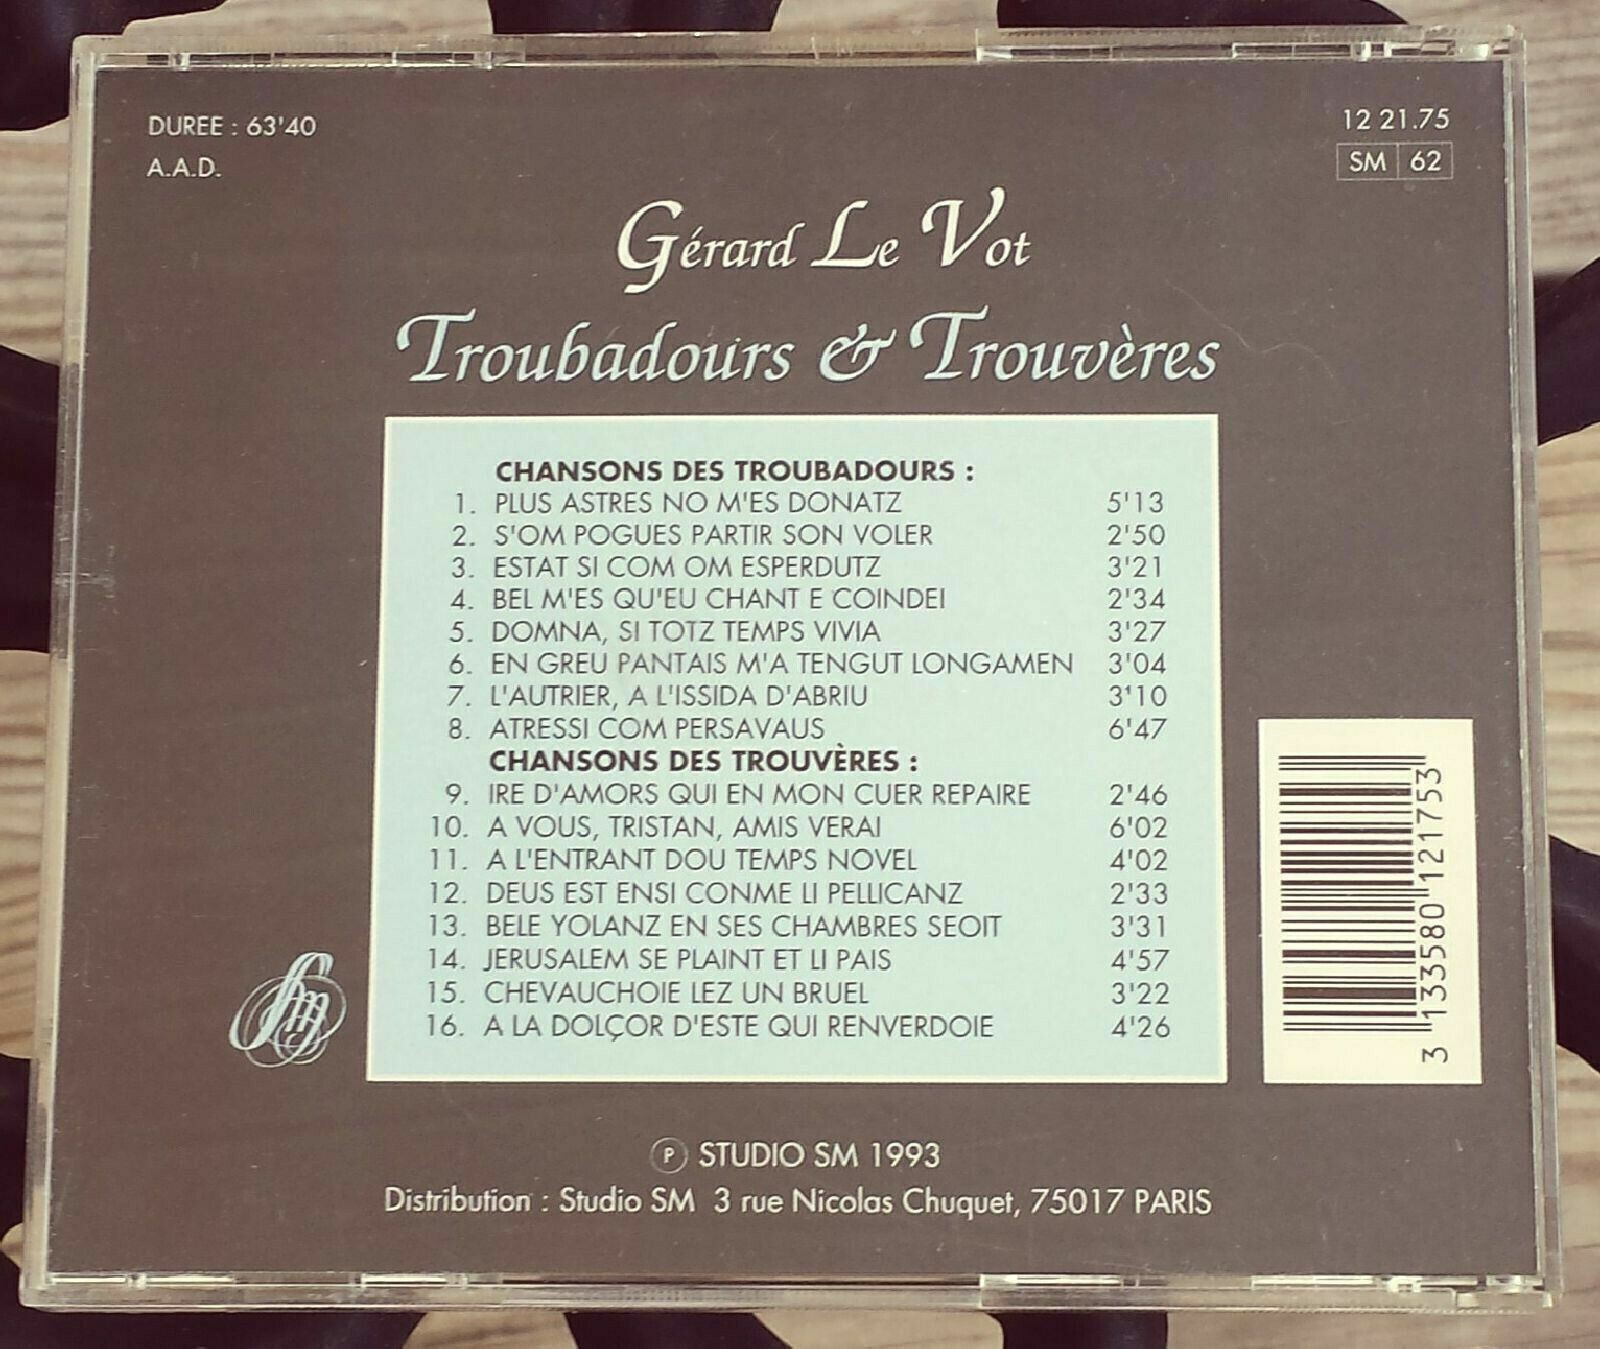 DUREE : 63'40
A.A.D.
12 21.75
SM 62
Gérard Le Vot
Troubadours & Trouvères
CHANSONS DES TROUBADOURS :
1. PLUS ASTRES NO M'ES DONATZ 5'13
2. S'OM POGUES PARTIR SON VOLER 2'50
3. ESTAT SI COM OM ESPERDUTZ 3'21
4. BEL M'ES QU'EU CHANT E COINDEI 2'34
5. DOMNA, SI TOTZ TEMPS VIVIA 3'27
6. EN GREU PANTAIS M'A TENGUT LONGAMEN 3'04
7. L'AUTRIER, A L'ISSIDA D'ABRIU 3'10
8. ATRESSI COM PERSAVAUS 6'47
CHANSONS DES TROUVÈRES :
9. IRE D'AMORS QUI EN MON CUER REPAIRE 2'46
10. A VOUS, TRISTAN, AMIS VERAI 6'02
11. A L'ENTRANT DOU TEMPS NOVEL 4'02
12. DEUS EST ENSI CONME LI PELLICANZ 2'33
13. BELE YOLANZ EN SES CHAMBRES SEOIT 3'31
14. JERUSALEM SE PLAINT ET LI PAIS 4'57
15. CHEVAUCHOIE LEZ UN BRUEL 3'22
16. A LA DOLÇOR D'ESTE QUI RENVERDOIE 4'26
3 133580 121753
Sm
Ⓟ STUDIO SM 1993
Distribution : Studio SM 3 rue Nicolas Chuquet, 75017 PARIS